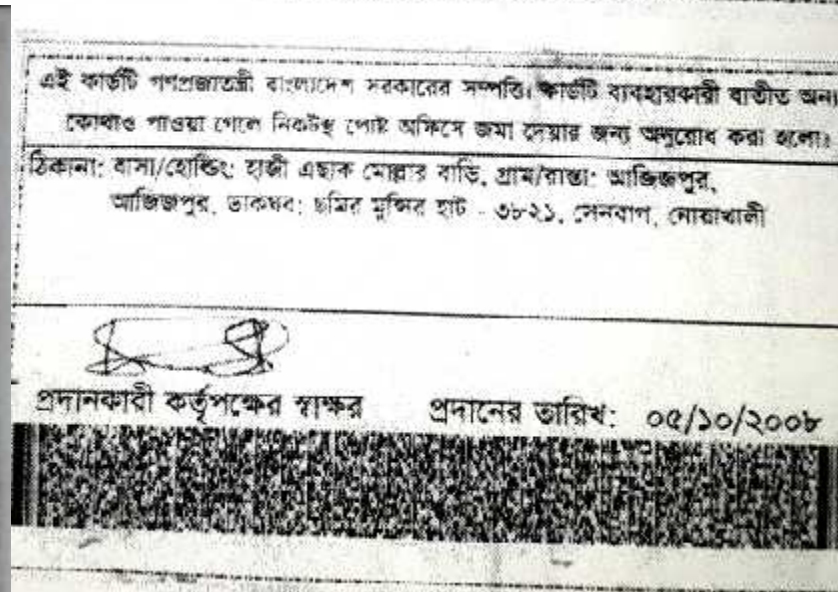 এই কার্ডটি গণপ্রজাতন্ত্রী বাংলাদেশ সরকারের সম্পত্তি। কার্ডটি ব্যবহারকারী ব্যতীত অন্য
কোথাও পাওয়া গেলে নিকটস্থ পোষ্ট অফিসে জমা দেয়ার জন্য অনুরোধ করা হলো।
ঠিকানা: বাসা/হোল্ডিং: হাজী এছাক মোল্লার বাড়ি, গ্রাম/রাস্তা: আজিজপুর,
আজিজপুর, ডাকঘর: ছমির মুন্সির হাট - ৩৮২১, সেনবাগ, নোয়াখালী
প্রদানকারী কর্তৃপক্ষের স্বাক্ষর প্রদানের তারিখ: ০৫/১০/২০০৮